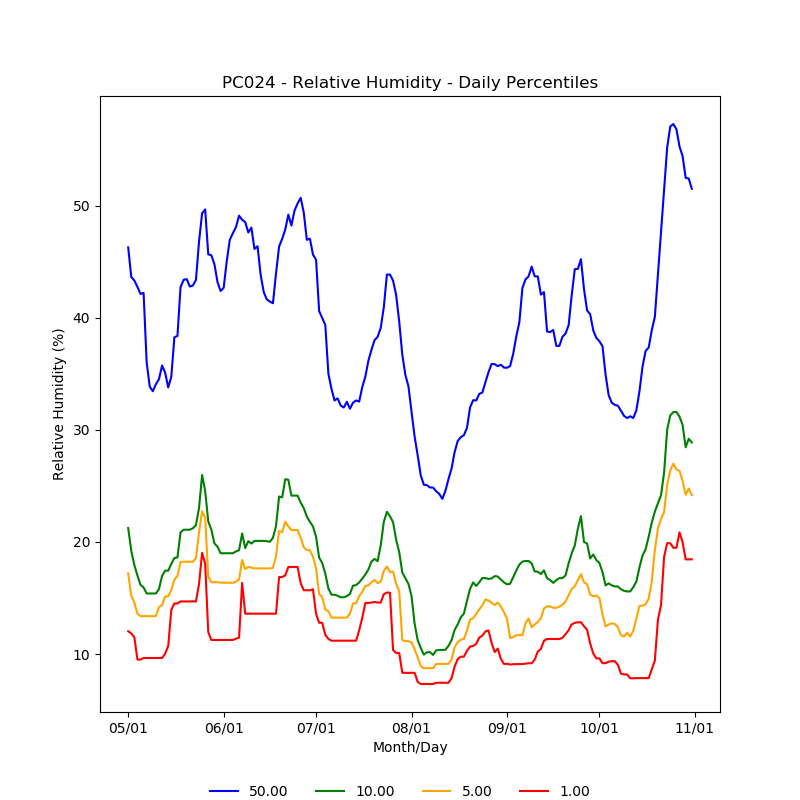 PC024 - Relative Humidity - Daily Percentiles
50
40
30
20
10
Relative Humidity (%)
05/01 06/01 07/01 08/01 09/01 10/01 11/01
Month/Day
50.00 10.00 5.00 1.00